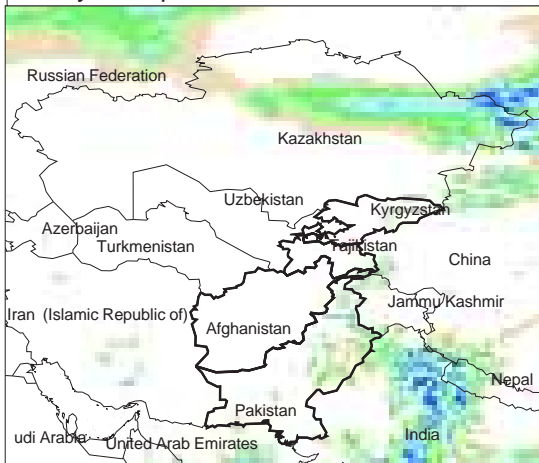 Russian Federation
Kazakhstan
Uzbekistan
Kyrgyzstan
Azerbaijan
Turkmenistan
Tajikistan
China
Jammu/Kashmir
Iran (Islamic Republic of)
Afghanistan
Nepal
Pakistan
udi Arabia
United Arab Emirates
India